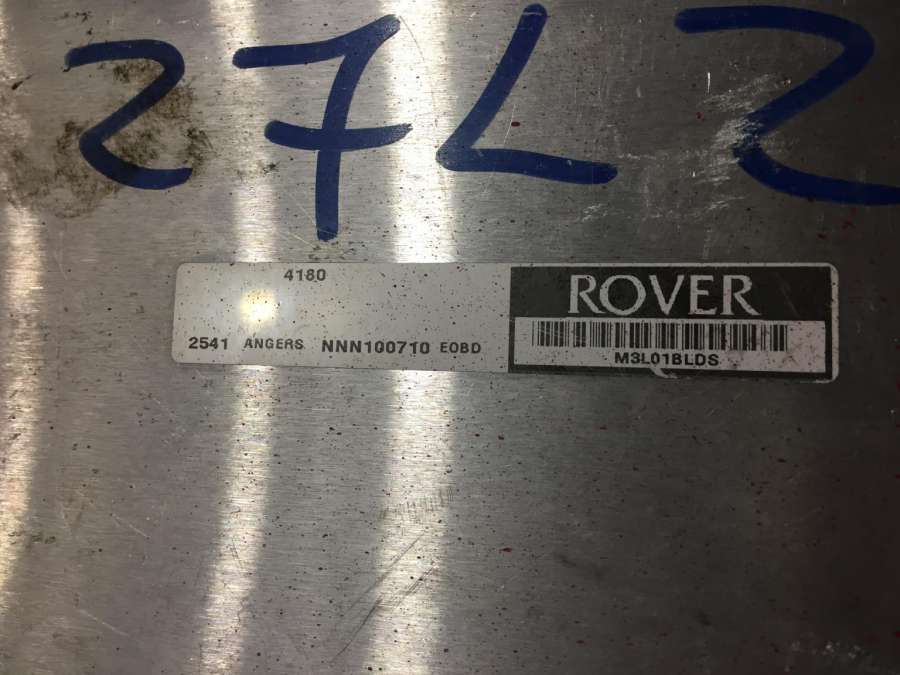 27L2
4180
ROVER
2541 ANGERS NNN100710 EOBD
M3L01BLDS